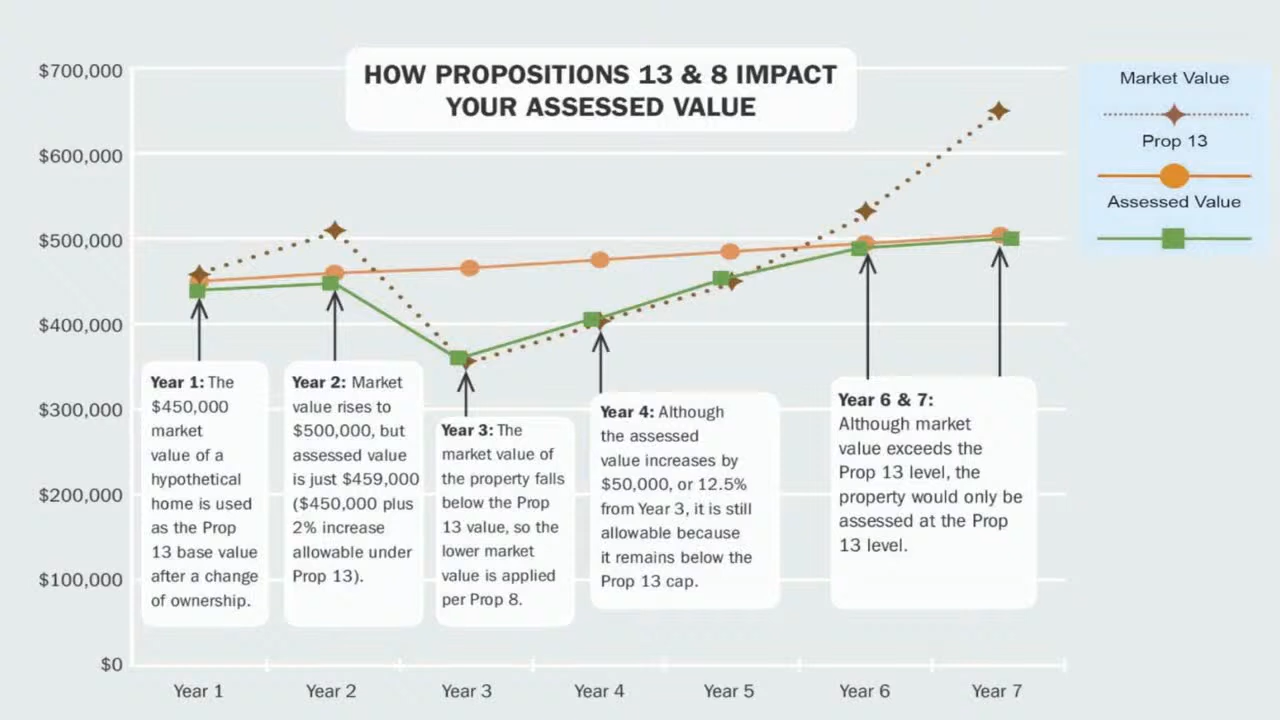 HOW PROPOSITIONS 13 & 8 IMPACT
YOUR ASSESSED VALUE
$700,000
$600,000
$500,000
$400,000
$300,000
$200,000
$100,000
$0
Market Value
Prop 13
Assessed Value
Year 1: The
$450,000
market
value of a
hypothetical
home is used
as the Prop
13 base value
after a change
of ownership.
Year 2: Market
value rises to
$500,000, but
assessed value
is just $459,000
($450,000 plus
2% increase
allowable under
Prop 13).
Year 3: The
market value of
the property falls
below the Prop
13 value, so the
lower market
value is applied
per Prop 8.
Year 4: Although
the assessed
value increases by
$50,000, or 12.5%
from Year 3, it is still
allowable because
it remains below the
Prop 13 cap.
Year 6 & 7:
Although market
value exceeds the
Prop 13 level, the
property would only be
assessed at the Prop
13 level.
Year 1
Year 2
Year 3
Year 4
Year 5
Year 6
Year 7